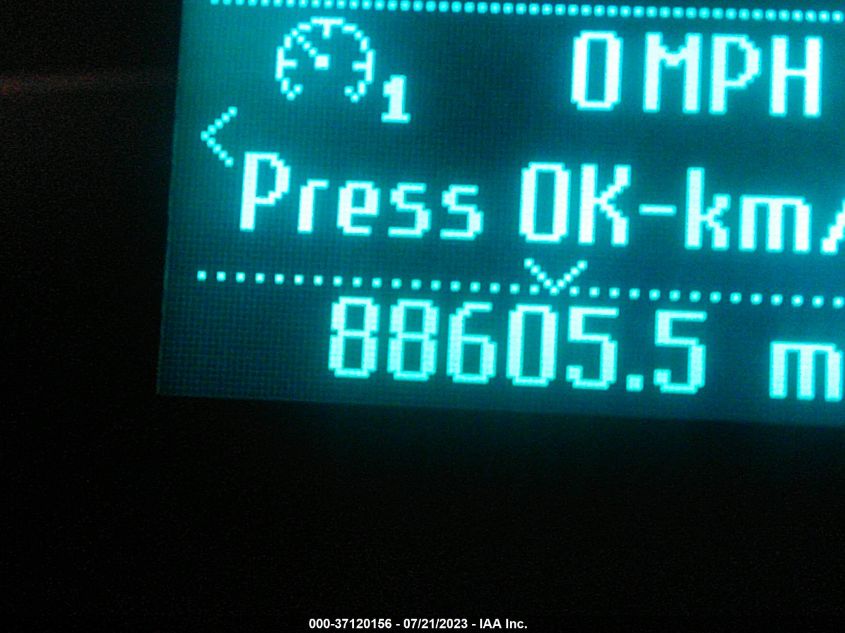 1 0 MPH
Press OK-km/
88605.5 m
000-37120156 - 07/21/2023 - IAA Inc.